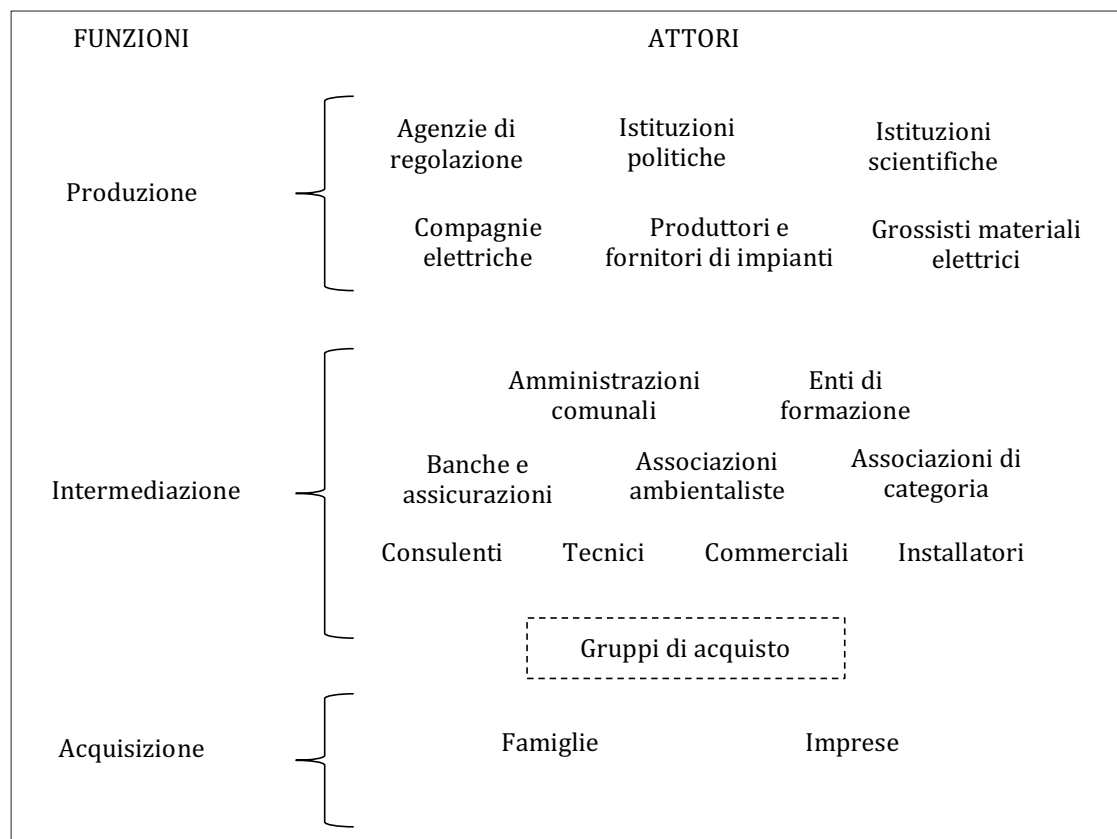 FUNZIONI
ATTORI
Produzione
Agenzie di
regolazione
Istituzioni
politiche
Istituzioni
scientifiche
Compagnie
elettriche
Produttori e
fornitori di impianti
Grossisti materiali
elettrici
Intermediazione
Amministrazioni
comunali
Enti di
formazione
Banche e
assicurazioni
Associazioni
ambientaliste
Associazioni di
categoria
Consulenti
Tecnici
Commerciali
Installatori
Gruppi di acquisto
Acquisizione
Famiglie
Imprese